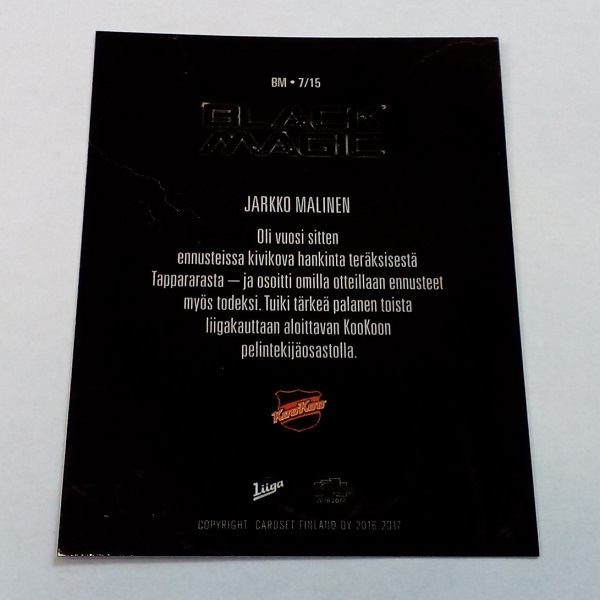 BM • 7/15
BLACK
MAGIC
JARKKO MALINEN
Oli vuosi sitten
ennusteissa kivikova hankinta teräksisestä
Tappararasta – ja osoitti omilla otteillaan ennusteet
myös todeksi. Tuiki tärkeä palanen toista
liigakauttaan aloittavan KooKoon
pelintekijäosastolla.
KooKoo
Liiga
2016-2017
COPYRIGHT CARDSET FINLAND OY 2016-2017